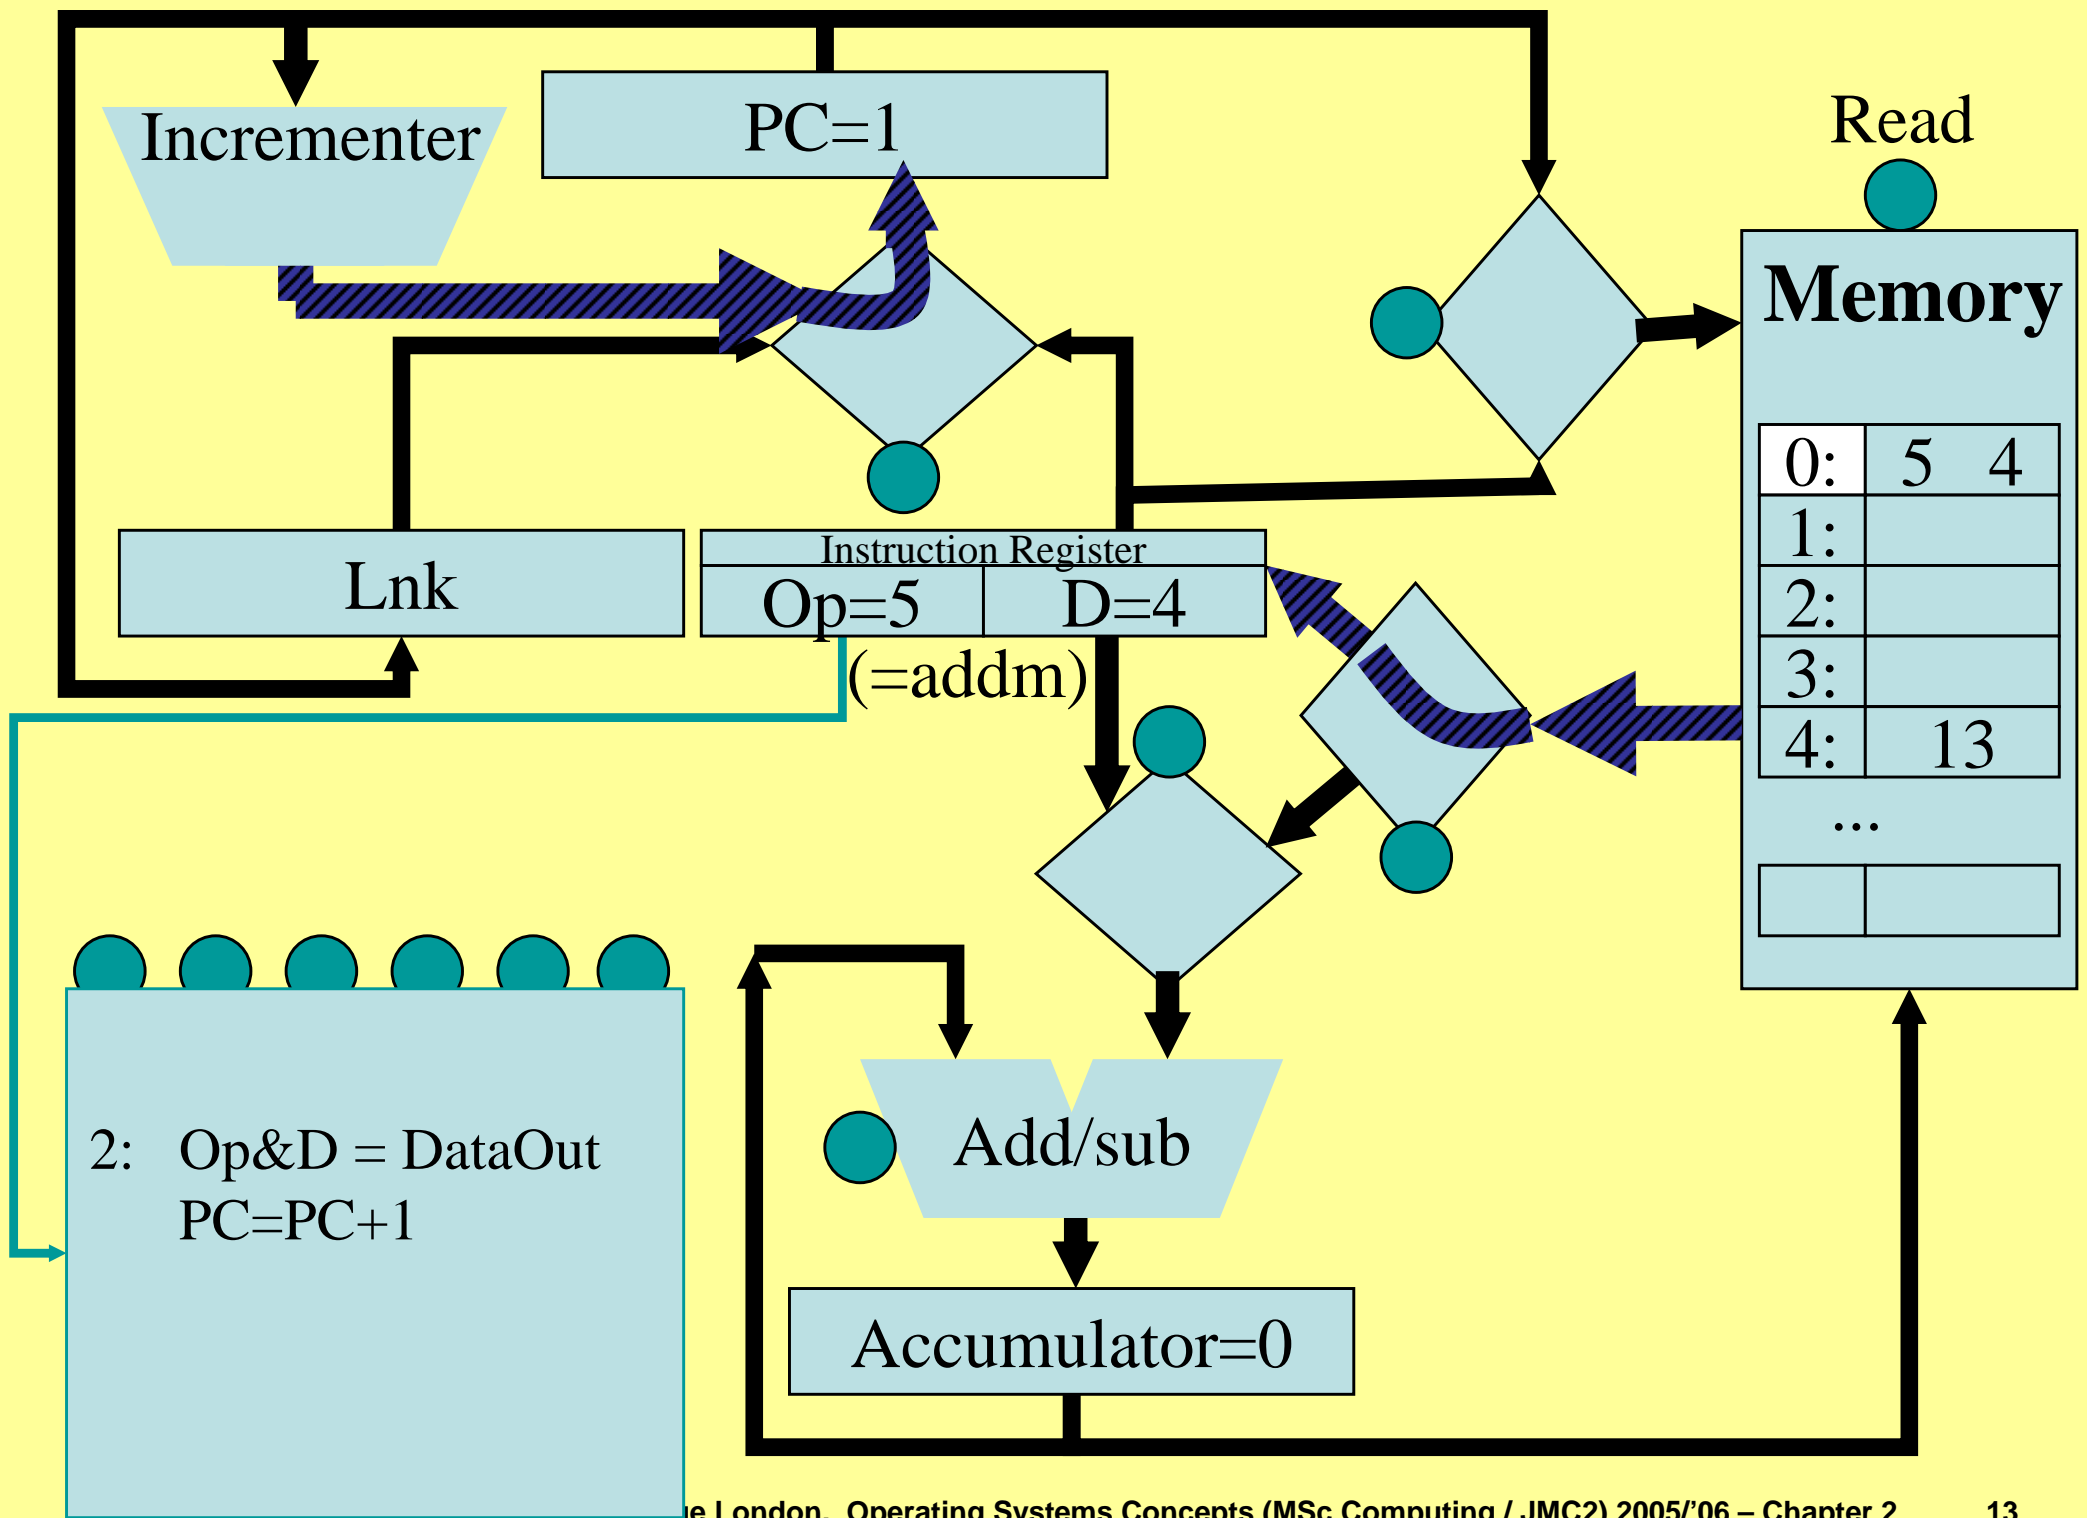 Incrementer
PC=1
Read
Memory
0: 5 4
1:
2:
3:
4: 13
...
Lnk
Instruction Register
Op=5 D=4
(=addm)
2: Op&D = DataOut
PC=PC+1
Add/sub
Accumulator=0
London. Operating Systems Concepts (MSc Computing / JMC2) 2005/’06 – Chapter 2 13